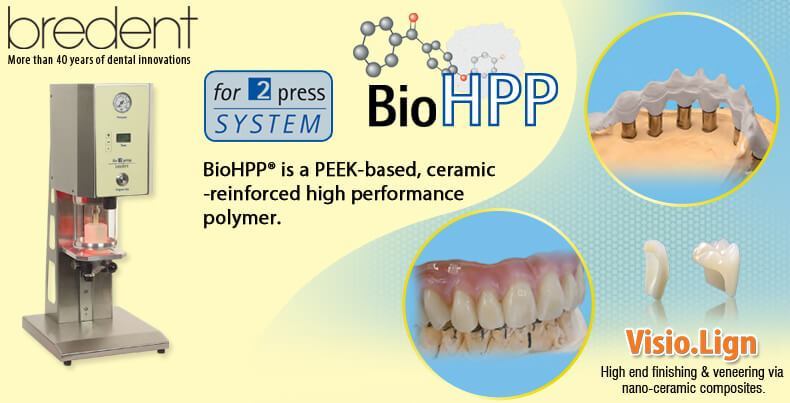 bredent
More than 40 years of dental innovations
for 2 press
SYSTEM
BioHPP
BioHPP® is a PEEK-based, ceramic
-reinforced high performance
polymer.
Visio.Lign
High end finishing & veneering via
nano-ceramic composites.